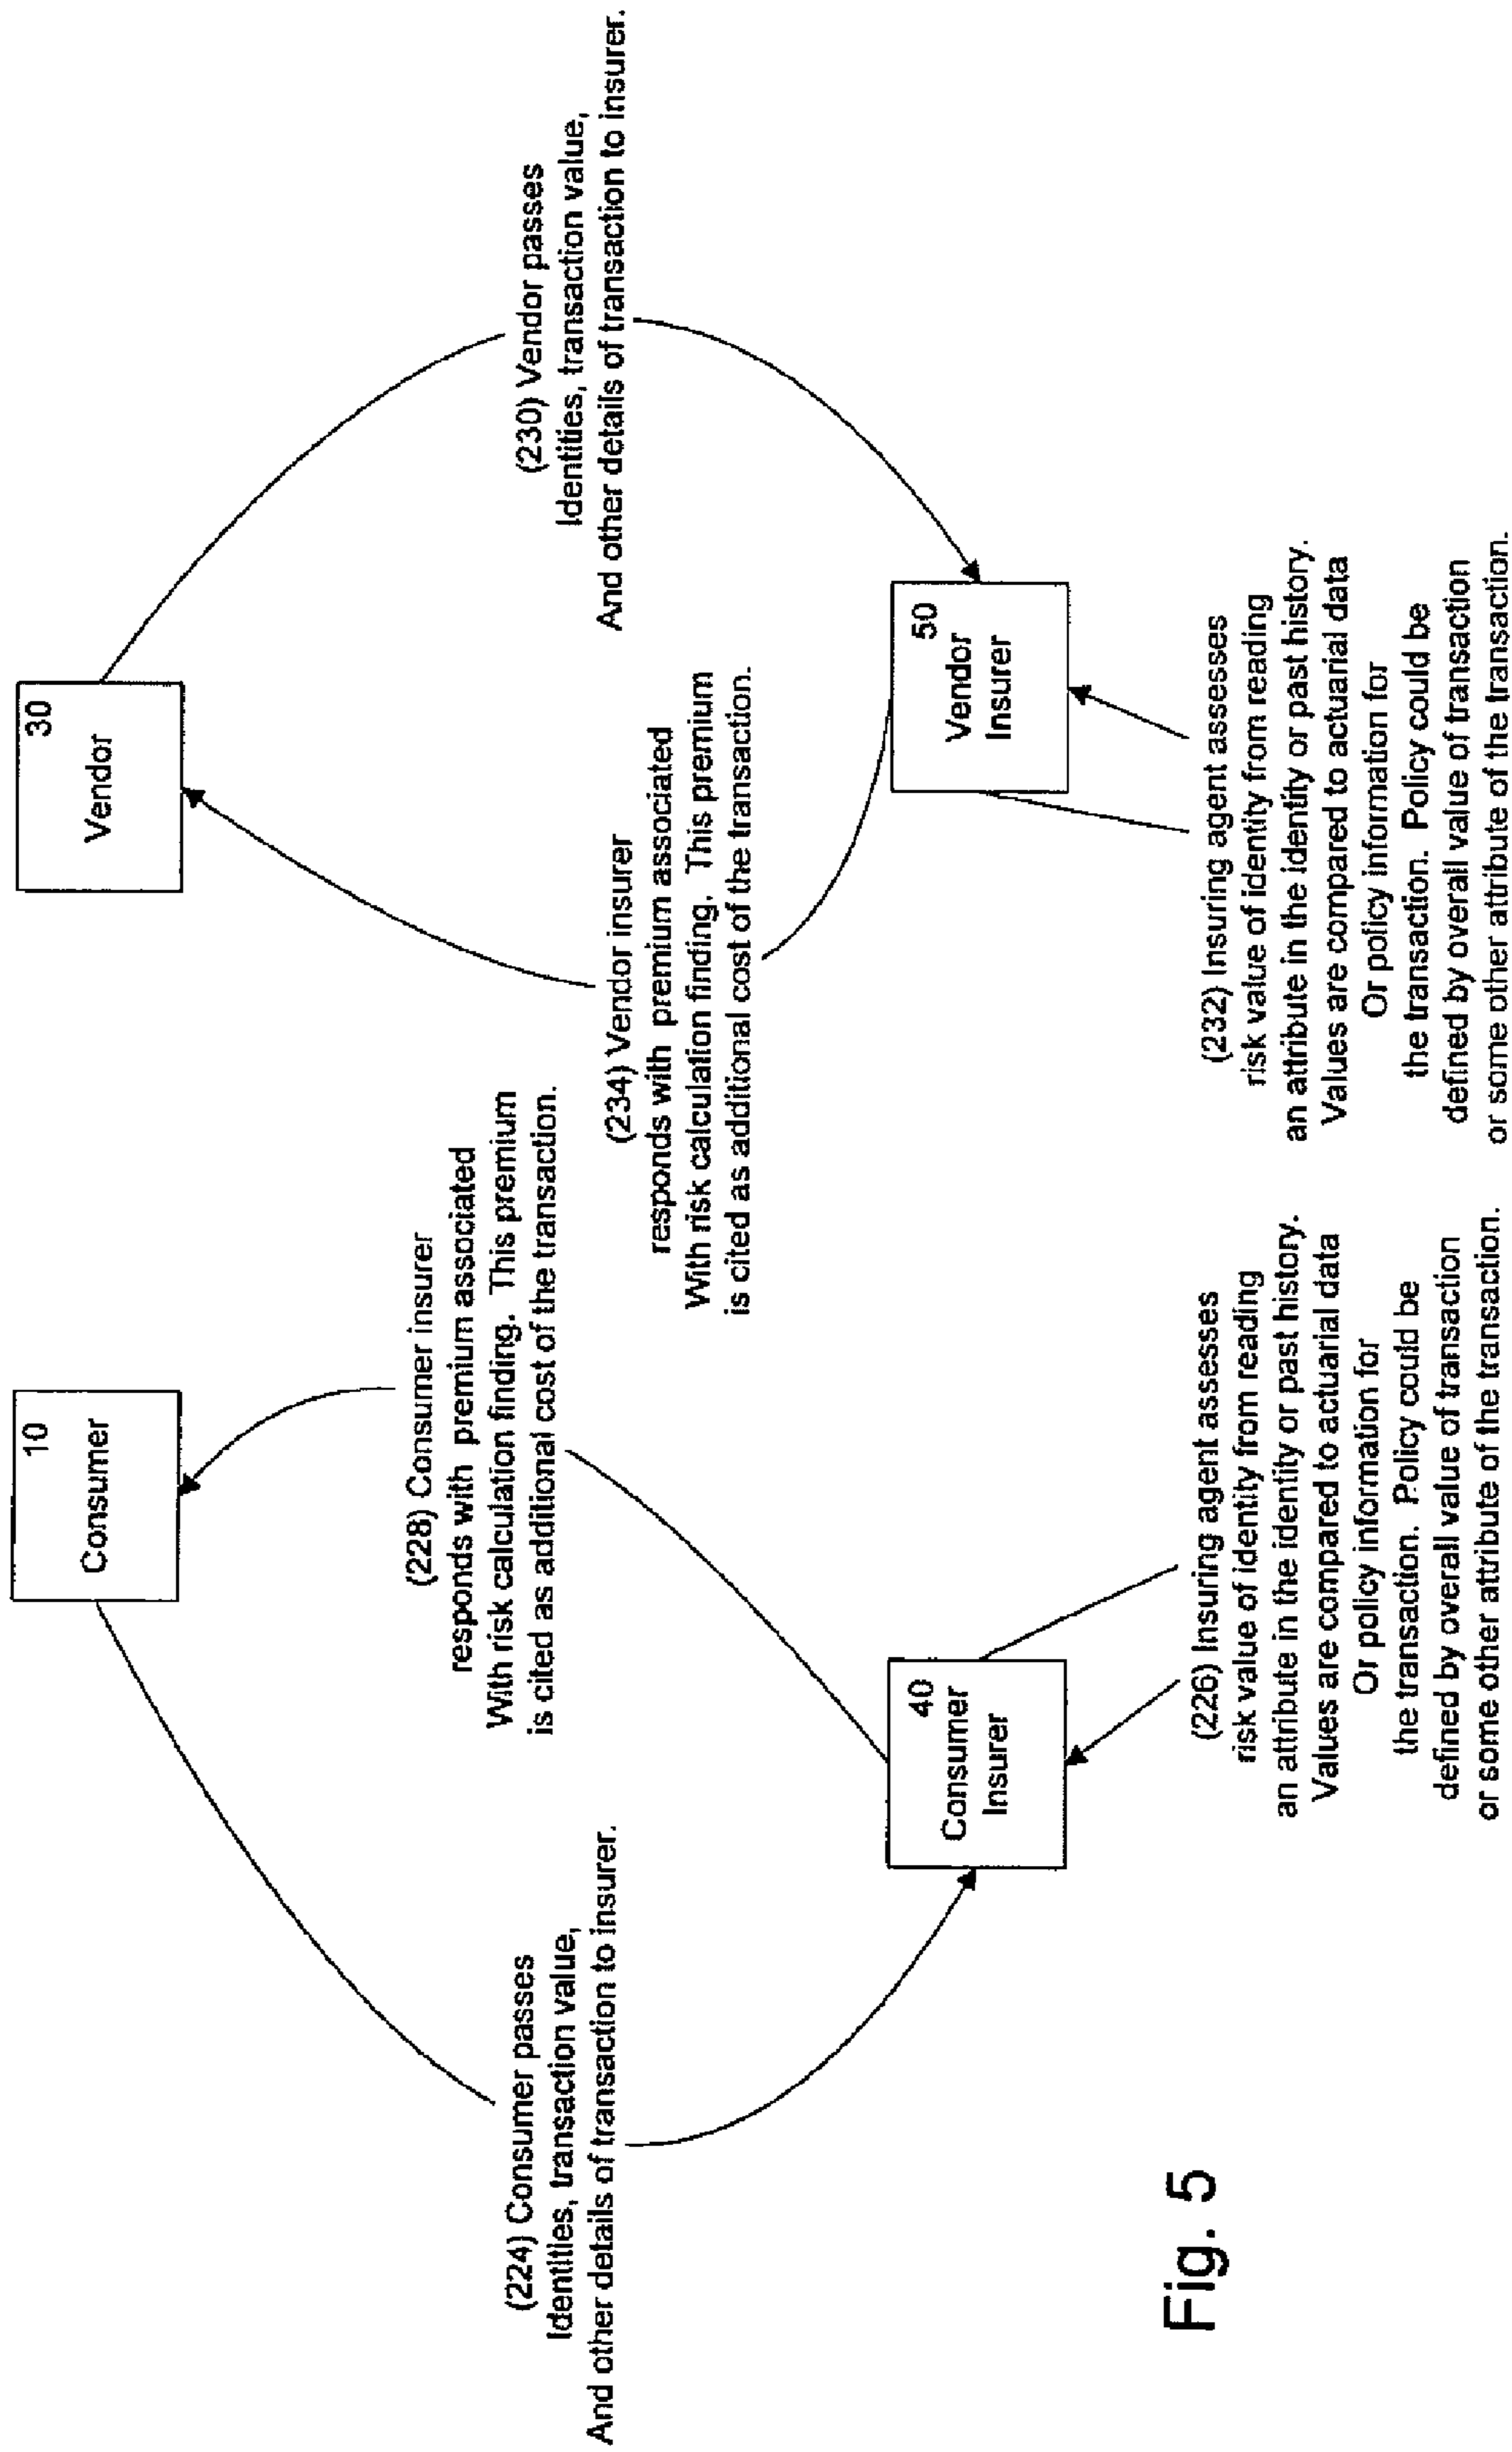 10
Consumer
30
Vendor
(228) Consumer insurer
responds with premium associated
With risk calculation finding. This premium
is cited as additional cost of the transaction.
(224) Consumer passes
Identities, transaction value,
And other details of transaction to insurer.
(230) Vendor passes
Identities, transaction value,
And other details of transaction to insurer.
(234) Vendor insurer
responds with premium associated
With risk calculation finding. This premium
is cited as additional cost of the transaction.
40
Consumer
Insurer
50
Vendor
Insurer
(226) Insuring agent assesses
risk value of identity from reading
an attribute in the identity or past history.
Values are compared to actuarial data
Or policy information for
the transaction. Policy could be
defined by overall value of transaction
or some other attribute of the transaction.
(232) Insuring agent assesses
risk value of identity from reading
an attribute in the identity or past history.
Values are compared to actuarial data
Or policy information for
the transaction. Policy could be
defined by overall value of transaction
or some other attribute of the transaction.
Fig. 5